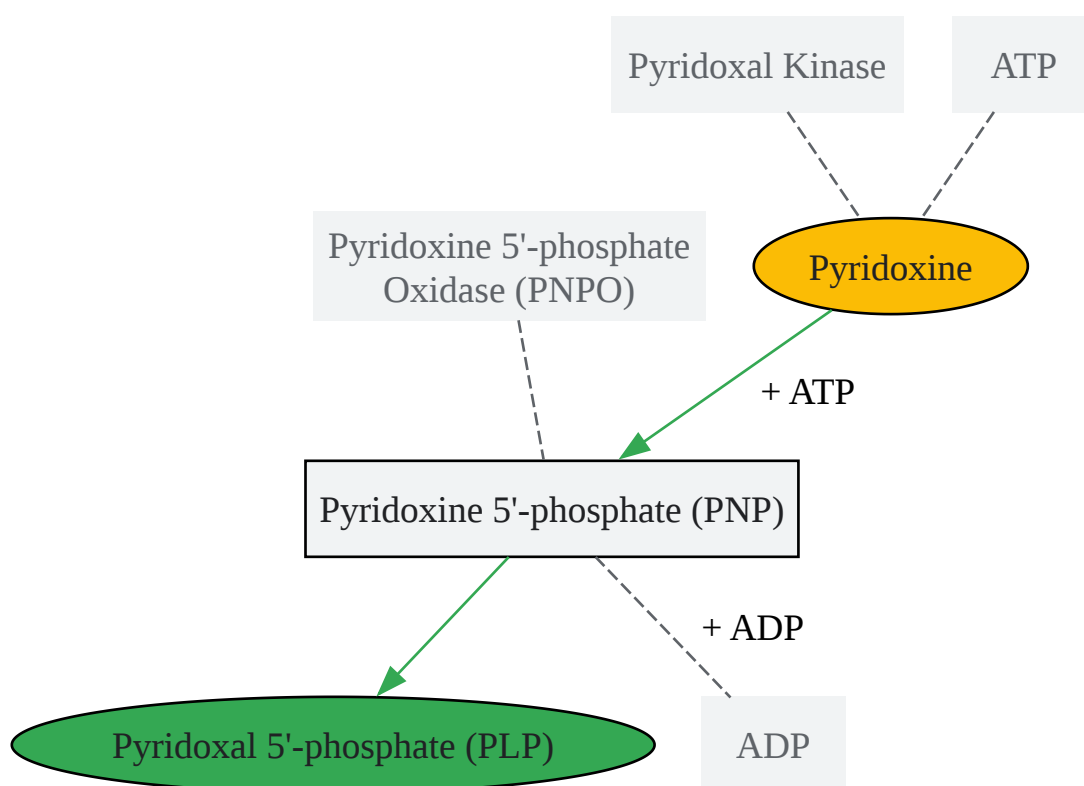 Pyridoxal Kinase
ATP
Pyridoxine 5'-phosphate
Oxidase (PNPO)
Pyridoxine
+ ATP
Pyridoxine 5'-phosphate (PNP)
+ ADP
Pyridoxal 5'-phosphate (PLP)
ADP